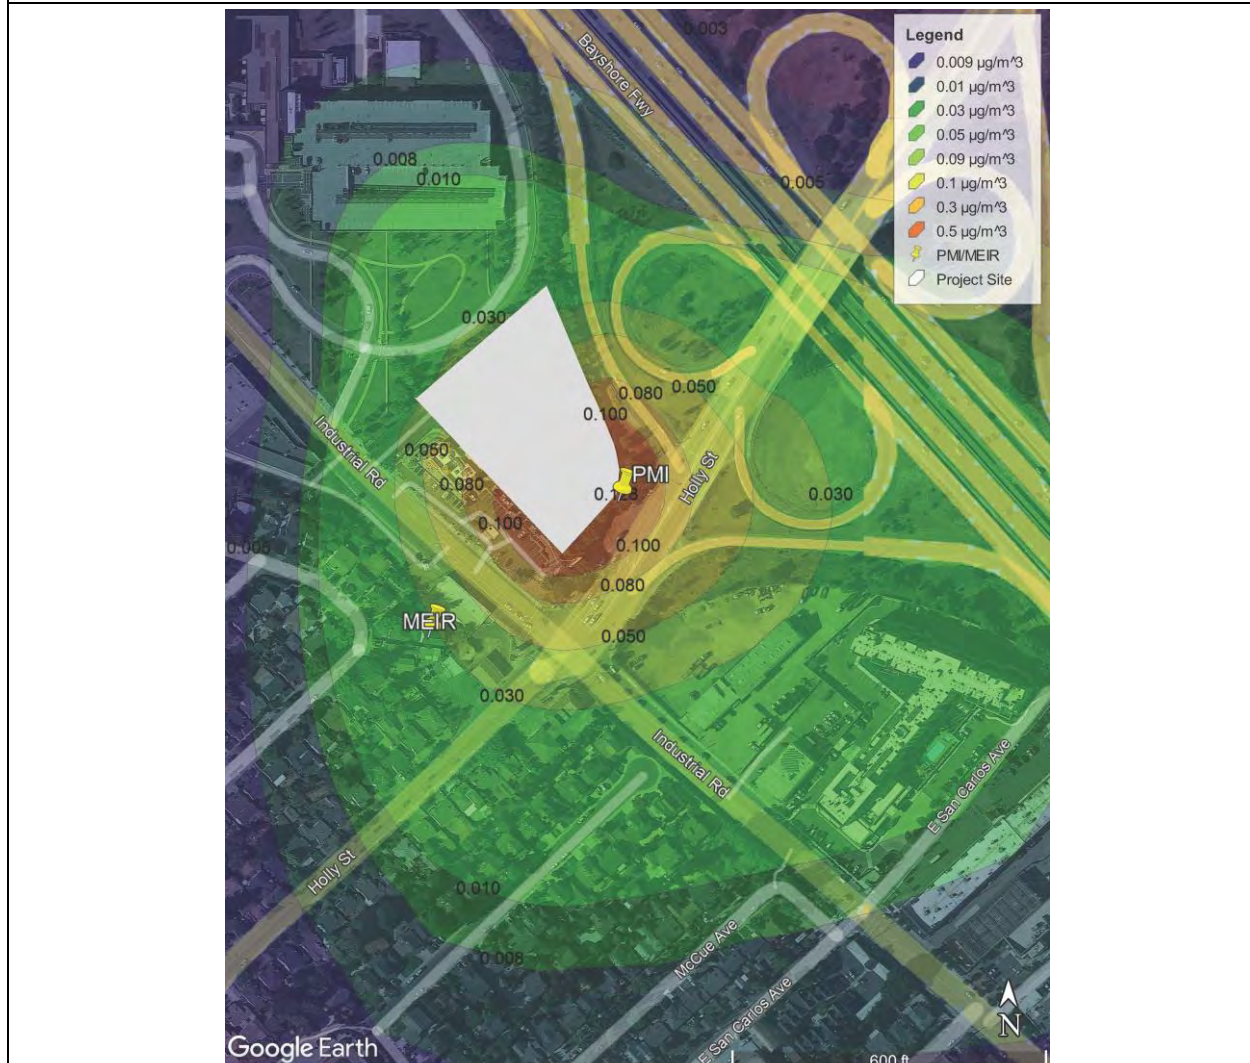 0.003
Legend
0.009 µg/m^3
0.01 µg/m^3
0.03 µg/m^3
0.05 µg/m^3
0.09 µg/m^3
0.1 µg/m^3
0.3 µg/m^3
0.5 µg/m^3
PMI/MEIR
Project Site
Bayshore Fwy
0.008
0.010
0.005
0.030
0.080
0.050
0.100
Industrial Rd
0.050
0.080
PMI
Holly St
0.030
0.100
0.100
0.080
MEIR
0.050
0.030
Industrial Rd
E San Carlos Ave
Holly St
0.010
McCue Ave
0.008
E San Carlos Ave
N
Google Earth
600 ft